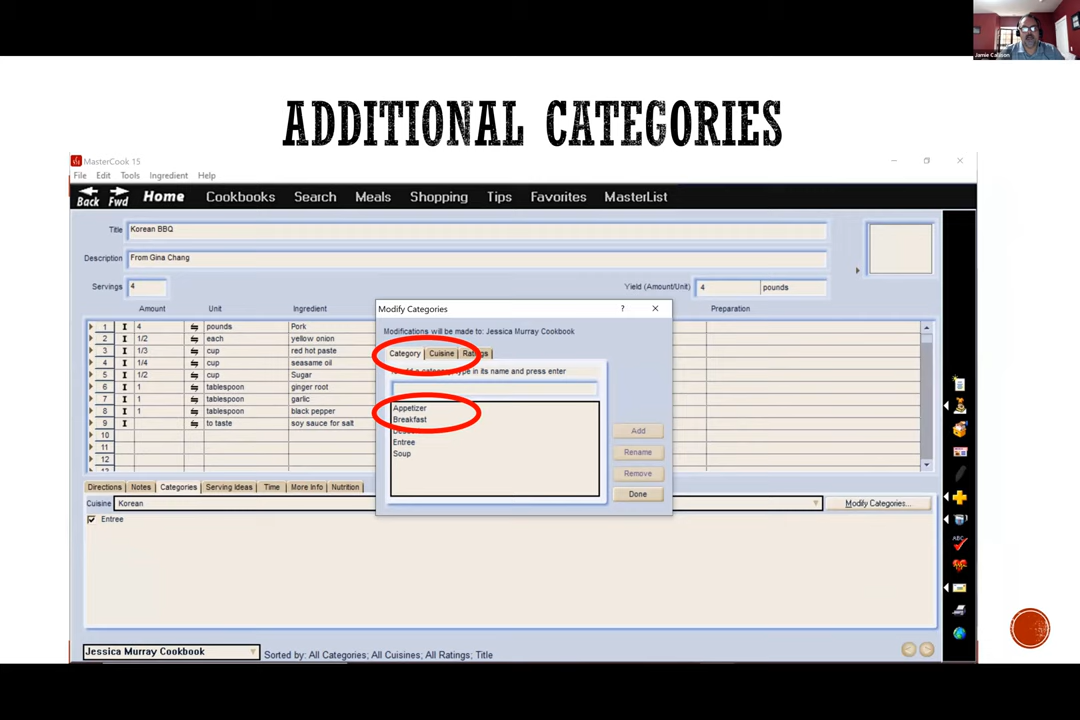 Jamie Callison
ADDITIONAL CATEGORIES
MasterCook 15
File Edit Tools Ingredient Help
Back Fwd Home Cookbooks Search Meals Shopping Tips Favorites MasterList
Title Korean BBQ
Description From Gina Chang
Servings 4 Yield (Amount/Unit) 4 pounds
Amount Unit Ingredient Preparation
1 I 4 pounds Pork
2 I 1/2 each yellow onion
3 I 1/3 cup red hot paste
4 I 1/4 cup seasame oil
5 I 1/2 cup Sugar
6 I 1 tablespoon ginger root
7 I 1 tablespoon garlic
8 I 1 tablespoon black pepper
9 I to taste soy sauce for salt
10
11
12
Modify Categories ?
Modifications will be made to: Jessica Murray Cookbook
Category Cuisine Ratings
add a category type in its name and press enter
Appetizer
Breakfast
Entree
Soup
Add
Rename
Remove
Done
Directions Notes Categories Serving Ideas Time More Info Nutrition
Cuisine Korean Modify Categories...
Entree
ABC
Jessica Murray Cookbook Sorted by: All Categories; All Cuisines; All Ratings; Title